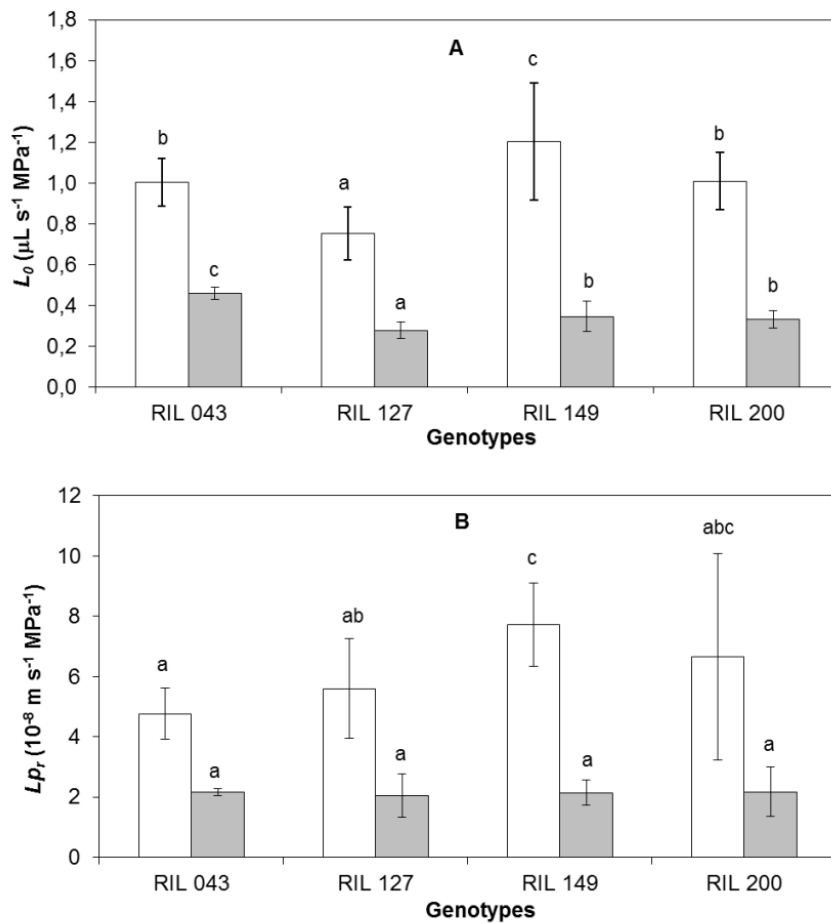 A
1,8
1,6
1,4
1,2
1,0
0,8
0,6
0,4
0,2
0,0
L₀ (µL s⁻¹ MPa⁻¹)
b
c
a
a
c
b
b
b
RIL 043 RIL 127 RIL 149 RIL 200
Genotypes
B
12
10
8
6
4
2
0
Lpᵣ (10⁻⁸ m s⁻¹ MPa⁻¹)
a
a
ab
a
c
a
abc
a
RIL 043 RIL 127 RIL 149 RIL 200
Genotypes